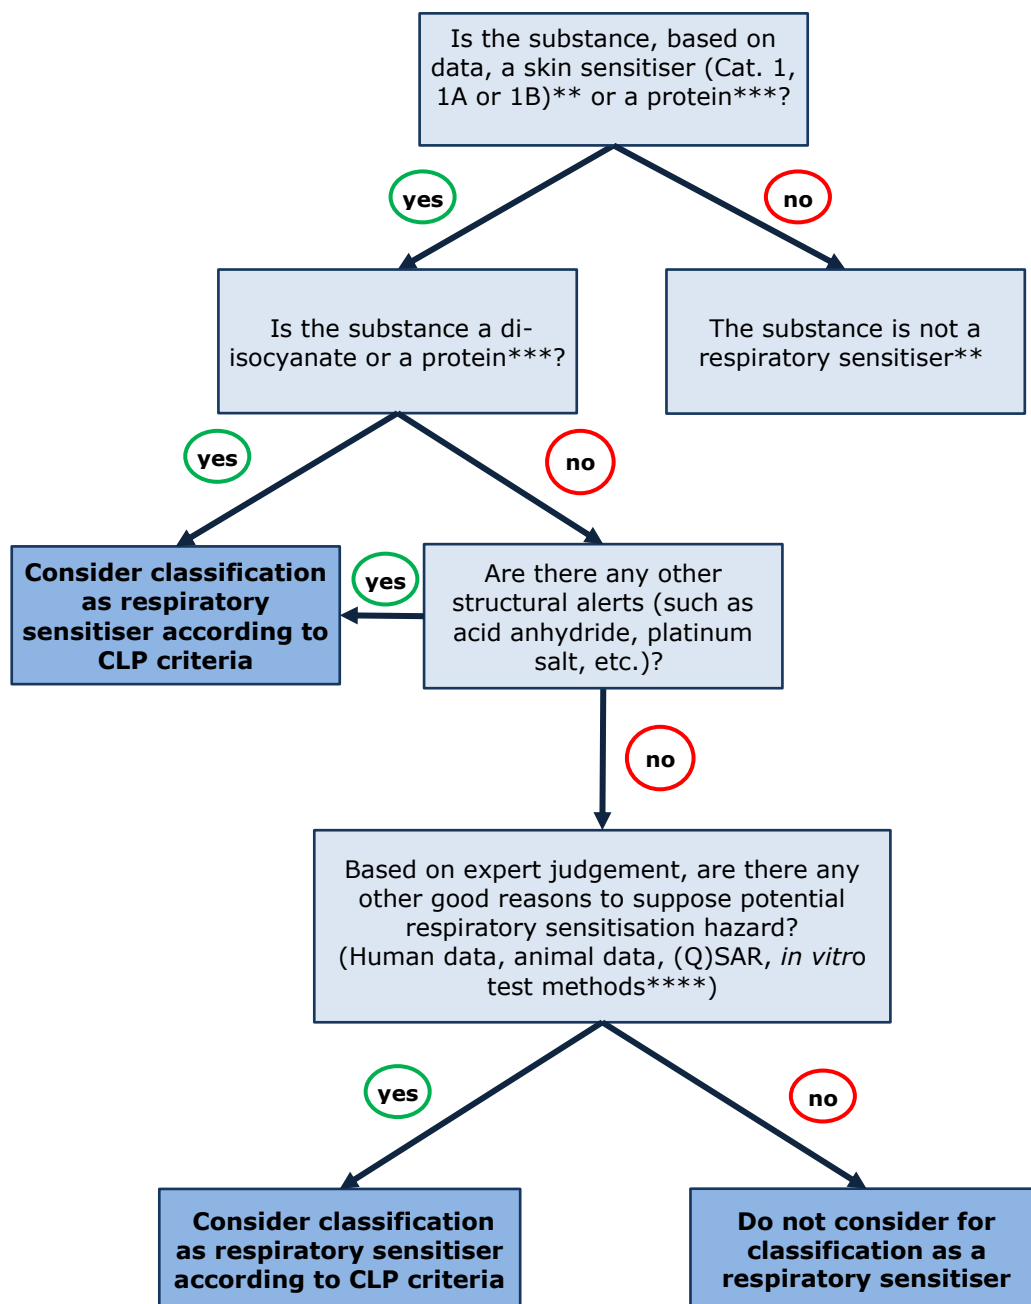 Is the substance, based on
data, a skin sensitiser (Cat. 1,
1A or 1B)** or a protein***?
yes
no
Is the substance a di-
isocyanate or a protein***?
The substance is not a
respiratory sensitiser**
yes
no
Consider classification
as respiratory
sensitiser according to
CLP criteria
yes
Are there any other
structural alerts (such as
acid anhydride, platinum
salt, etc.)?
no
Based on expert judgement, are there any
other good reasons to suppose potential
respiratory sensitisation hazard?
(Human data, animal data, (Q)SAR, in vitro
test methods****)
yes
no
Consider classification
as respiratory sensitiser
according to CLP criteria
Do not consider for
classification as a
respiratory sensitiser